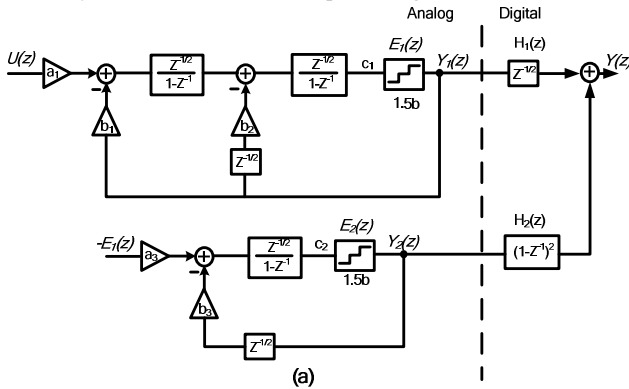 Analog
Digital
U(z)
a1
Z-1/2
1-Z-1
Z-1/2
1-Z-1
c1
E1(z)
1.5b
Y1(z)
H1(z)
Z-1/2
Y(z)
b1
b2
Z-1/2
-E1(z)
a3
Z-1/2
1-Z-1
c2
E2(z)
1.5b
Y2(z)
H2(z)
(1-Z-1)2
b3
Z-1/2
(a)